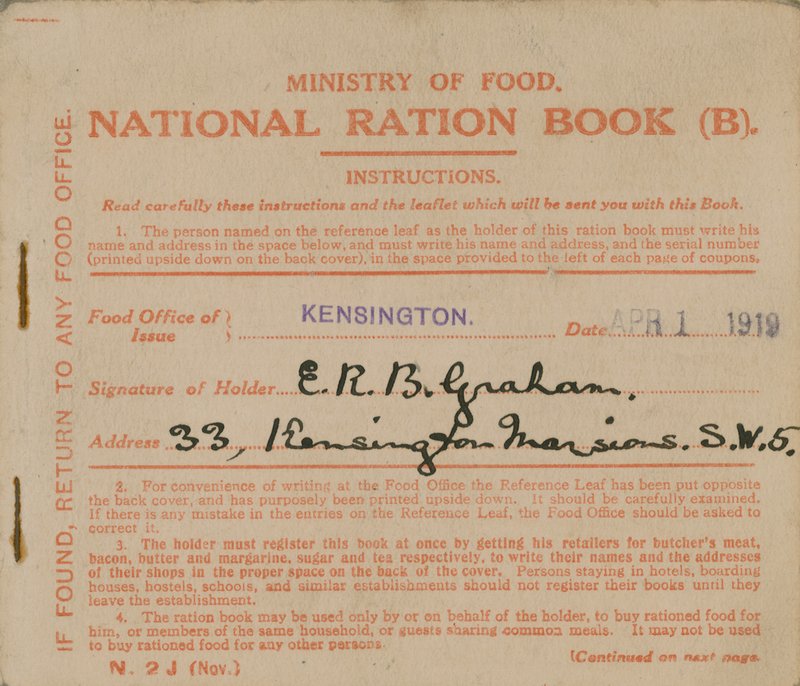 MINISTRY OF FOOD.
NATIONAL RATION BOOK (B).
INSTRUCTIONS.
Read carefully these instructions and the leaflet which will be sent you with this Book.
1. The person named on the reference leaf as the holder of this ration book must write his
name and address in the space below, and must write his name and address, and the serial number
(printed upside down on the back cover), in the space provided to the left of each page of coupons.
Food Office of Issue } KENSINGTON. Date APR 1 1919
Signature of Holder E. R. B. Graham.
Address 33, Kensington Mansions. S.W.5.
2. For convenience of writing at the Food Office the Reference Leaf has been put opposite
the back cover, and has purposely been printed upside down. It should be carefully examined.
If there is any mistake in the entries on the Reference Leaf, the Food Office should be asked to
correct it.
3. The holder must register this book at once by getting his retailers for butcher's meat,
bacon, butter and margarine, sugar and tea respectively, to write their names and the addresses
of their shops in the proper space on the back of the cover. Persons staying in hotels, boarding
houses, hostels, schools, and similar establishments should not register their books until they
leave the establishment.
4. The ration book may be used only by or on behalf of the holder, to buy rationed food for
him, or members of the same household, or guests sharing common meals. It may not be used
to buy rationed food for any other persons.
N. 2 J (Nov.)
(Continued on next page.
IF FOUND, RETURN TO ANY FOOD OFFICE.